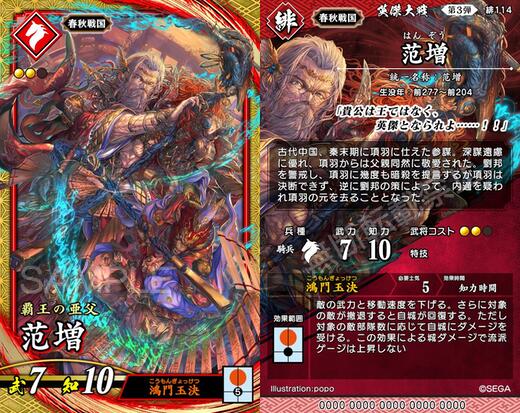 春秋戦国
SAMPLE
覇王の亜父
范増
武7 知10
こうもんぎょっけつ
鴻門玉決
5
緋
春秋戦国
英傑大戦 第3弾 緋114
はん ぞう
范増
統一名称:范増
生没年:前277〜前204
「貴公は王ではなく、
英傑となられよ……!!」
古代中国、秦末期に項羽に仕えた参謀。深謀遠慮
に優れ、項羽からは父親同然に敬愛された。劉邦
を警戒し、項羽に幾度も暗殺を提言するが項羽は
決断できず、逆に劉邦の策によって、内通を疑わ
れ項羽の元を去ることとなった。
兵種 武力 知力 武将コスト
騎兵 7 10 特技
こうもんぎょっけつ 必要士気 効果時間
鴻門玉決 5 知力時間
効果範囲
敵の武力と移動速度を下げる。さらに対象
の敵が撤退すると自城が回復する。ただし
対象の敵部隊数に応じて自城にダメージを
受ける。この効果による城ダメージで流派
ゲージは上昇しない
Illustration:popo
©SEGA
0000-0000-0000-0000-0000